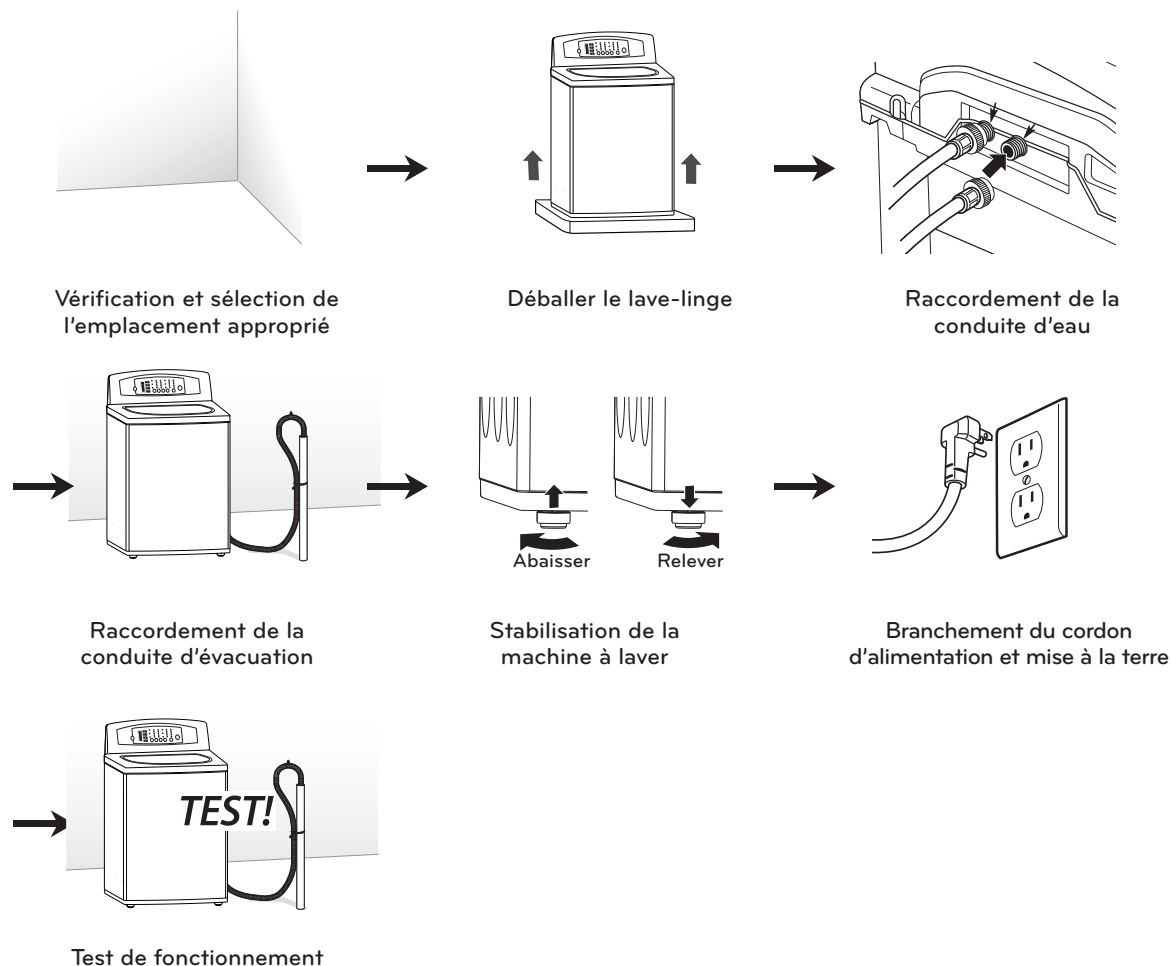 Vérification et sélection de
l'emplacement approprié
Déballer le lave-linge
Raccordement de la
conduite d'eau
Raccordement de la
conduite d'évacuation
Abaisser
Relever
Stabilisation de la
machine à laver
Branchement du cordon
d'alimentation et mise à la terre
TEST!
Test de fonctionnement